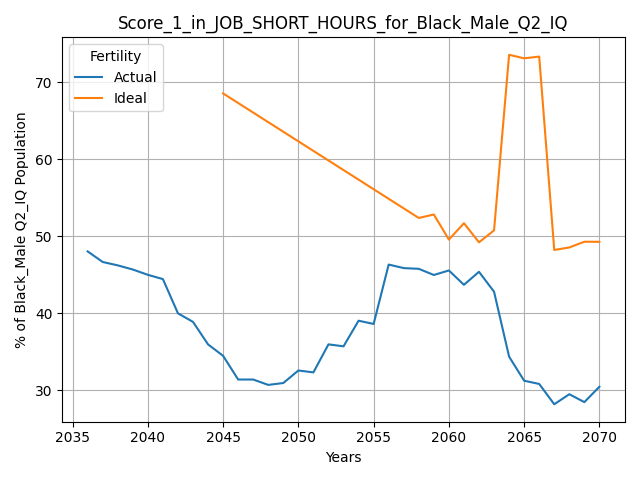 Score_1_in_JOB_SHORT_HOURS_for_Black_Male_Q2_IQ
Fertility
Actual
Ideal
% of Black_Male Q2_IQ Population
70
60
50
40
30
2035 2040 2045 2050 2055 2060 2065 2070
Years